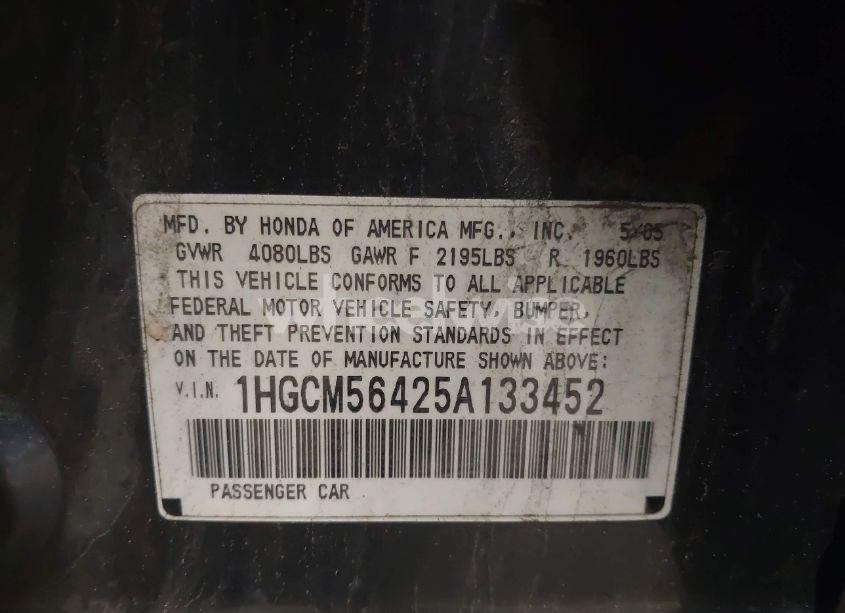 MFD. BY HONDA OF AMERICA MFG., INC. 5/05
GVWR 4080LBS GAWR F 2195LBS R 1960LBS
THIS VEHICLE CONFORMS TO ALL APPLICABLE
FEDERAL MOTOR VEHICLE SAFETY, BUMPER,
AND THEFT PREVENTION STANDARDS IN EFFECT
ON THE DATE OF MANUFACTURE SHOWN ABOVE:
V.I.N. 1HGCM56425A133452
PASSENGER CAR